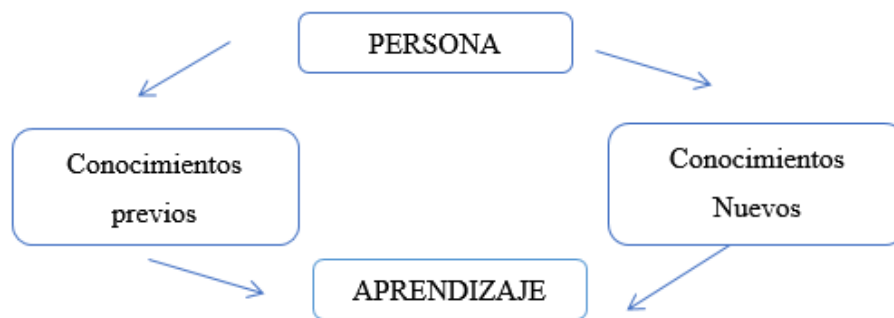 PERSONA
Conocimientos
previos
Conocimientos
Nuevos
APRENDIZAJE